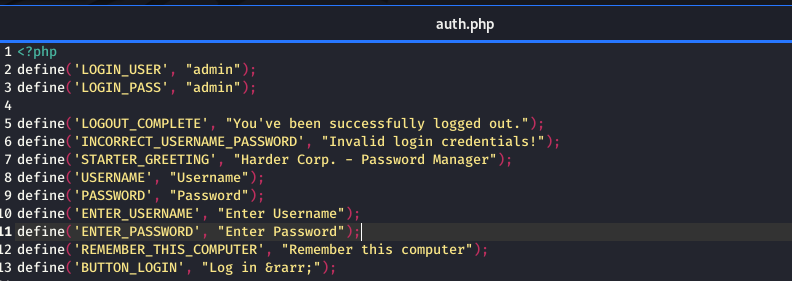 auth.php
1 <?php
2 define('LOGIN_USER', "admin");
3 define('LOGIN_PASS', "admin");
4
5 define('LOGOUT_COMPLETE', "You've been successfully logged out.");
6 define('INCORRECT_USERNAME_PASSWORD', "Invalid login credentials!");
7 define('STARTER_GREETING', "Harder Corp. - Password Manager");
8 define('USERNAME', "Username");
9 define('PASSWORD', "Password");
10 define('ENTER_USERNAME', "Enter Username");
11 define('ENTER_PASSWORD', "Enter Password");
12 define('REMEMBER_THIS_COMPUTER', "Remember this computer");
13 define('BUTTON_LOGIN', "Log in &rarr;");